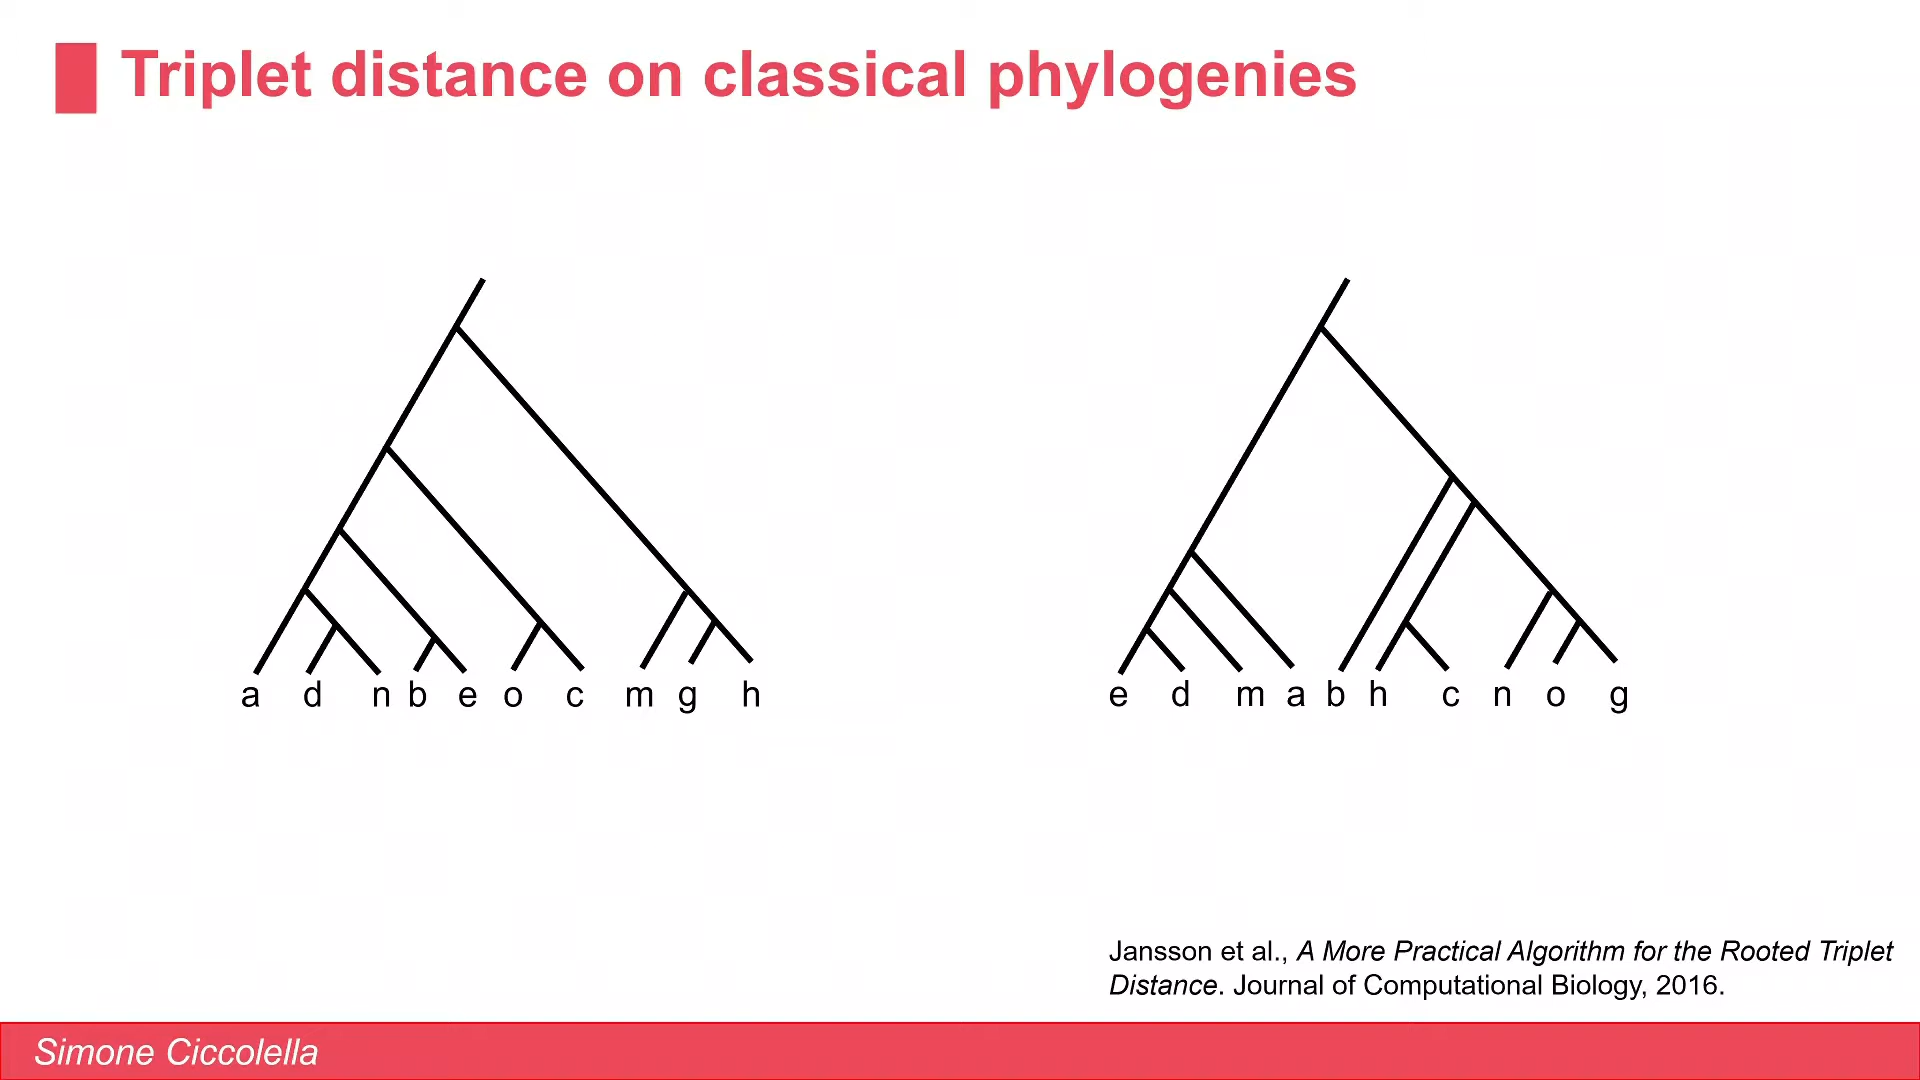 Triplet distance on classical phylogenies
a d n b e o c m g h
e d m a b h c n o g
Jansson et al., A More Practical Algorithm for the Rooted Triplet
Distance. Journal of Computational Biology, 2016.
Simone Ciccolella